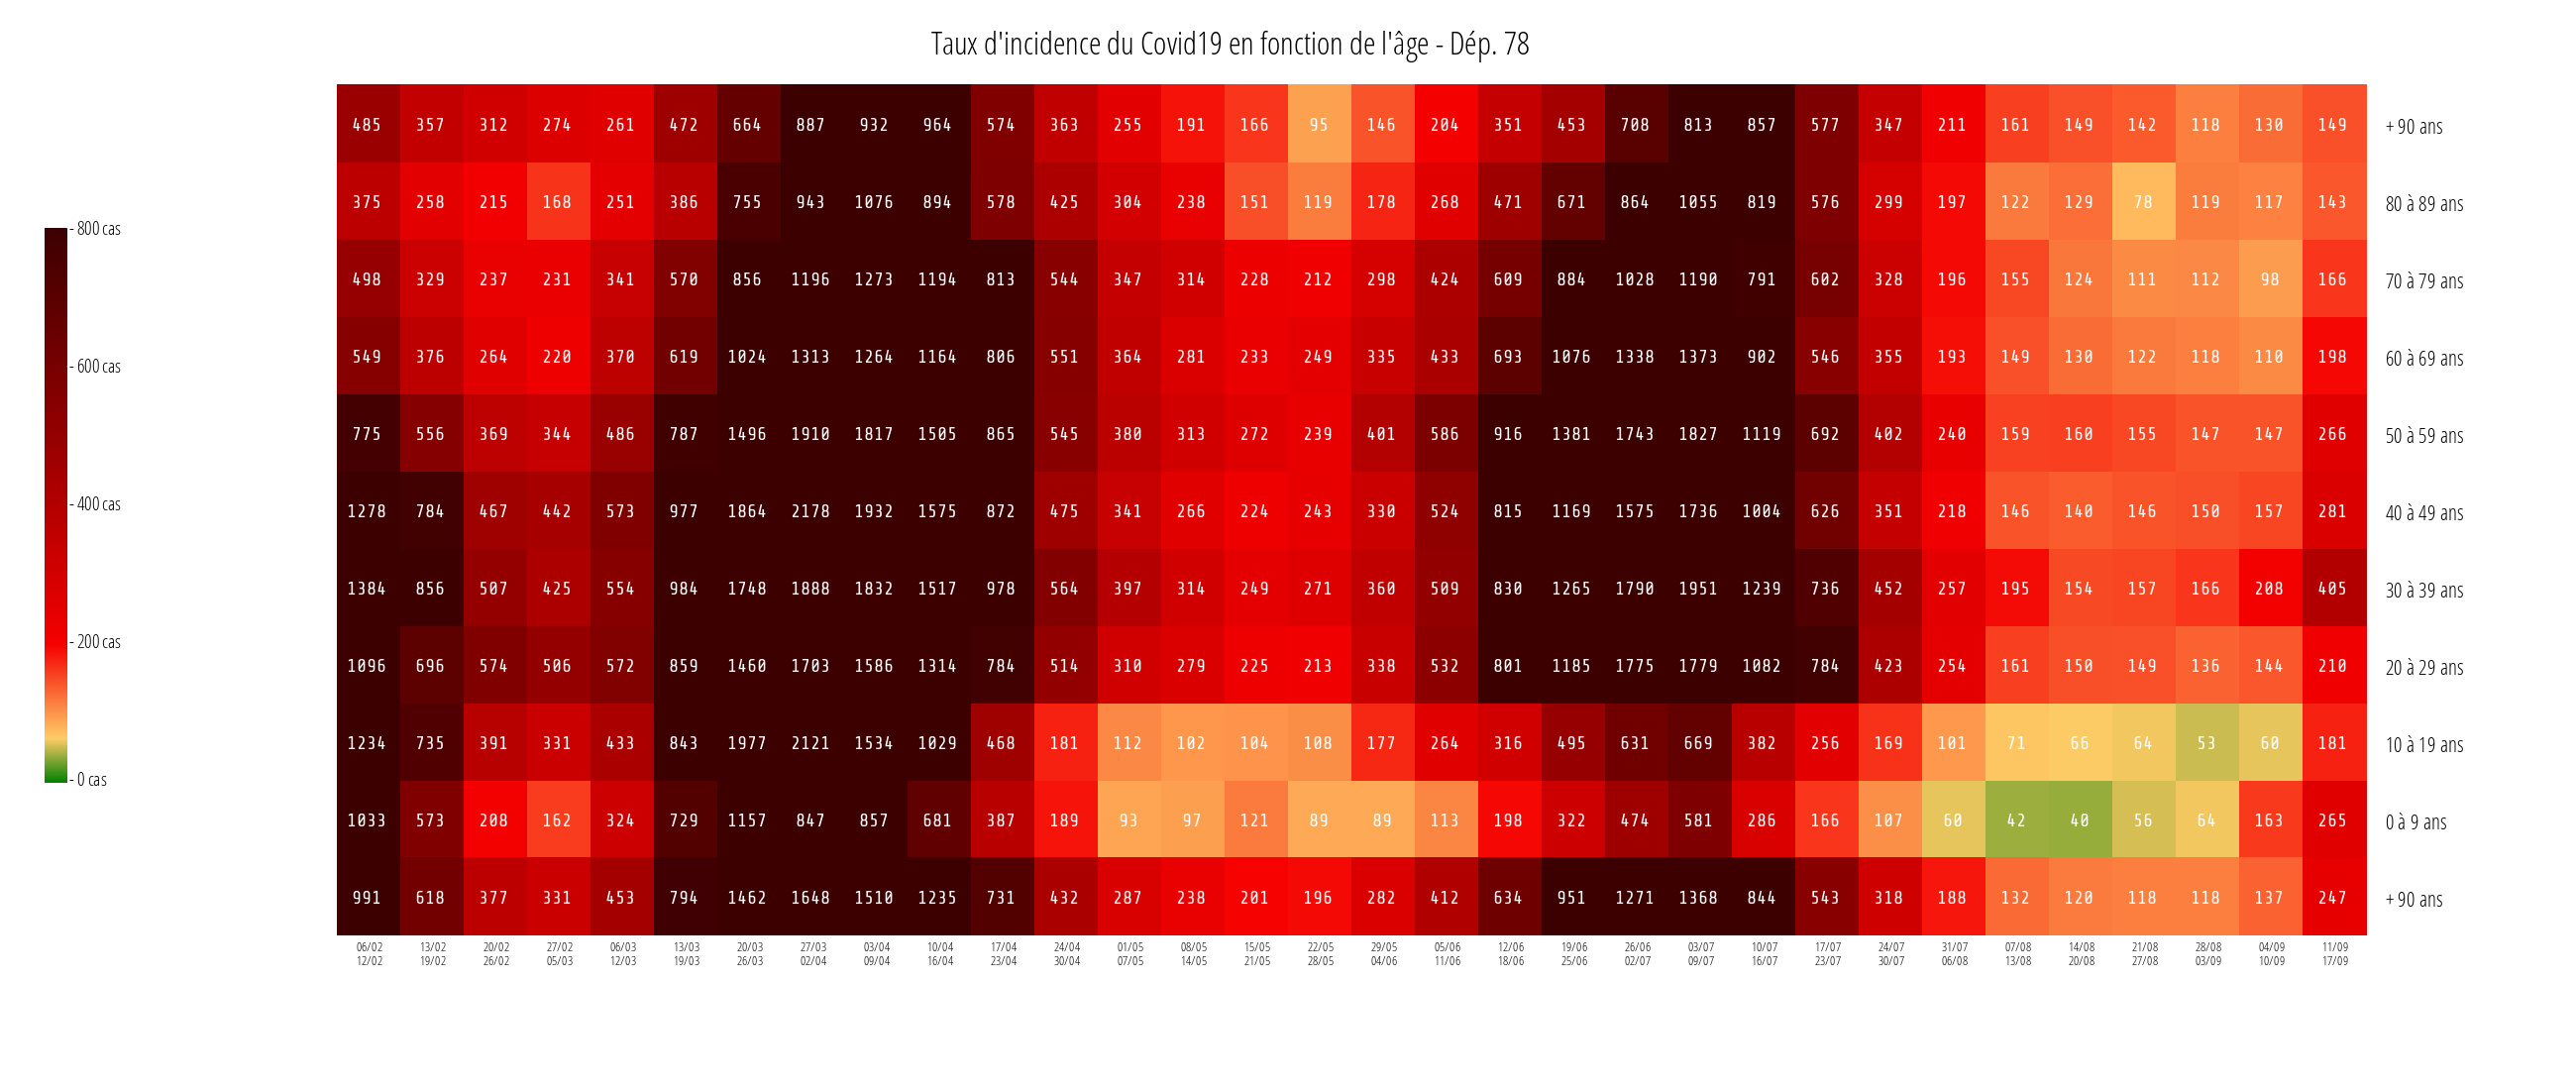 Taux d'incidence du Covid19 en fonction de l'âge - Dép. 78
- 800 cas
- 600 cas
- 400 cas
- 200 cas
- 0 cas
485 357 312 274 261 472 664 887 932 964 574 363 255 191 166 95 146 204 351 453 708 813 857 577 347 211 161 149 142 118 130 149 + 90 ans
375 258 215 168 251 386 755 943 1076 894 578 425 304 238 151 119 178 268 471 671 864 1055 819 576 299 197 122 129 78 119 117 143 80 à 89 ans
498 329 237 231 341 570 856 1196 1273 1194 813 544 347 314 228 212 298 424 609 884 1028 1190 791 602 328 196 155 124 111 112 98 166 70 à 79 ans
549 376 264 220 370 619 1024 1313 1264 1164 806 551 364 281 233 249 335 433 693 1076 1338 1373 902 546 355 193 149 130 122 118 110 198 60 à 69 ans
775 556 369 344 486 787 1496 1910 1817 1505 865 545 380 313 272 239 401 586 916 1381 1743 1827 1119 692 402 240 159 160 155 147 147 266 50 à 59 ans
1278 784 467 442 573 977 1864 2178 1932 1575 872 475 341 266 224 243 330 524 815 1169 1575 1736 1004 626 351 218 146 140 146 150 157 281 40 à 49 ans
1384 856 507 425 554 984 1748 1888 1832 1517 978 564 397 314 249 271 360 509 830 1265 1790 1951 1239 736 452 257 195 154 157 166 208 405 30 à 39 ans
1096 696 574 506 572 859 1460 1703 1586 1314 784 514 310 279 225 213 338 532 801 1185 1775 1779 1082 784 423 254 161 150 149 136 144 210 20 à 29 ans
1234 735 391 331 433 843 1977 2121 1534 1029 468 181 112 102 104 108 177 264 316 495 631 669 382 256 169 101 71 66 64 53 60 181 10 à 19 ans
1033 573 208 162 324 729 1157 847 857 681 387 189 93 97 121 89 89 113 198 322 474 581 286 166 107 60 42 40 56 64 163 265 0 à 9 ans
991 618 377 331 453 794 1462 1648 1510 1235 731 432 287 238 201 196 282 412 634 951 1271 1368 844 543 318 188 132 120 118 118 137 247 + 90 ans
06/02 13/02 20/02 27/02 06/03 13/03 20/03 27/03 03/04 10/04 17/04 24/04 01/05 08/05 15/05 22/05 29/05 05/06 12/06 19/06 26/06 03/07 10/07 17/07 24/07 31/07 07/08 14/08 21/08 28/08 04/09 11/09
12/02 19/02 26/02 05/03 12/03 19/03 26/03 02/04 09/04 16/04 23/04 30/04 07/05 14/05 21/05 28/05 04/06 11/06 18/06 25/06 02/07 09/07 16/07 23/07 30/07 06/08 13/08 20/08 27/08 03/09 10/09 17/09